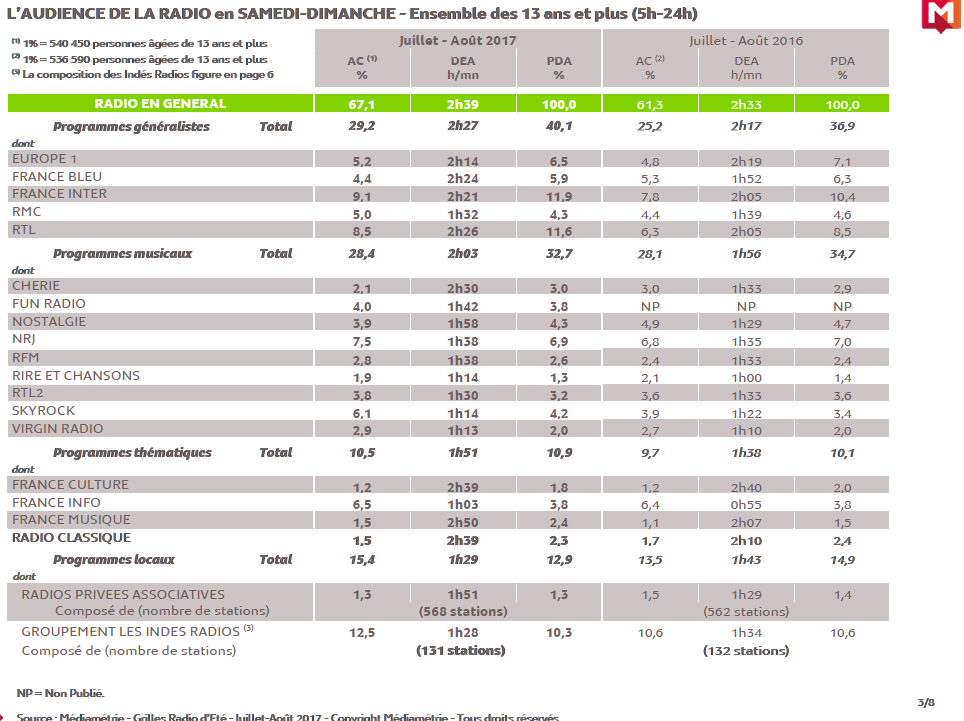 L’AUDIENCE DE LA RADIO en SAMEDI-DIMANCHE - Ensemble des 13 ans et plus (5h-24h)
M
(1) 1% = 540 450 personnes âgées de 13 ans et plus
(2) 1% = 536 590 personnes âgées de 13 ans et plus
(3) La composition des Indés Radios figure en page 6
Juillet - Août 2017 Juillet - Août 2016
AC (1) DEA PDA AC (2) DEA PDA
% h/mn % % h/mn %
RADIO EN GENERAL 67,1 2h39 100,0 61,3 2h33 100,0
Programmes généralistes Total 29,2 2h27 40,1 25,2 2h17 36,9
dont
EUROPE 1 5,2 2h14 6,5 4,8 2h19 7,1
FRANCE BLEU 4,4 2h24 5,9 5,3 1h52 6,3
FRANCE INTER 9,1 2h21 11,9 7,8 2h05 10,4
RMC 5,0 1h32 4,3 4,4 1h39 4,6
RTL 8,5 2h26 11,6 6,3 2h05 8,5
Programmes musicaux Total 28,4 2h03 32,7 28,1 1h56 34,7
dont
CHERIE 2,1 2h30 3,0 3,0 1h33 2,9
FUN RADIO 4,0 1h42 3,8 NP NP NP
NOSTALGIE 3,9 1h58 4,3 4,9 1h29 4,7
NRJ 7,5 1h38 6,9 6,8 1h35 7,0
RFM 2,8 1h38 2,6 2,4 1h33 2,4
RIRE ET CHANSONS 1,9 1h14 1,3 2,1 1h00 1,4
RTL2 3,8 1h30 3,2 3,6 1h33 3,6
SKYROCK 6,1 1h14 4,2 3,9 1h22 3,4
VIRGIN RADIO 2,9 1h13 2,0 2,7 1h10 2,0
Programmes thématiques Total 10,5 1h51 10,9 9,7 1h38 10,1
dont
FRANCE CULTURE 1,2 2h39 1,8 1,2 2h40 2,0
FRANCE INFO 6,5 1h03 3,8 6,4 0h55 3,8
FRANCE MUSIQUE 1,5 2h50 2,4 1,1 2h07 1,5
RADIO CLASSIQUE 1,5 2h39 2,3 1,7 2h10 2,4
Programmes locaux Total 15,4 1h29 12,9 13,5 1h43 14,9
dont
RADIOS PRIVEES ASSOCIATIVES 1,3 1h51 1,3 1,5 1h29 1,4
Composé de (nombre de stations) (568 stations) (562 stations)
GROUPEMENT LES INDES RADIOS (3) 12,5 1h28 10,3 10,6 1h34 10,6
Composé de (nombre de stations) (131 stations) (132 stations)
NP = Non Publié.
3/8
Source : Médiamétrie - Grilles Radio d'Eté - Juillet-Août 2017 - Copyright Médiamétrie - Tous droits réservés